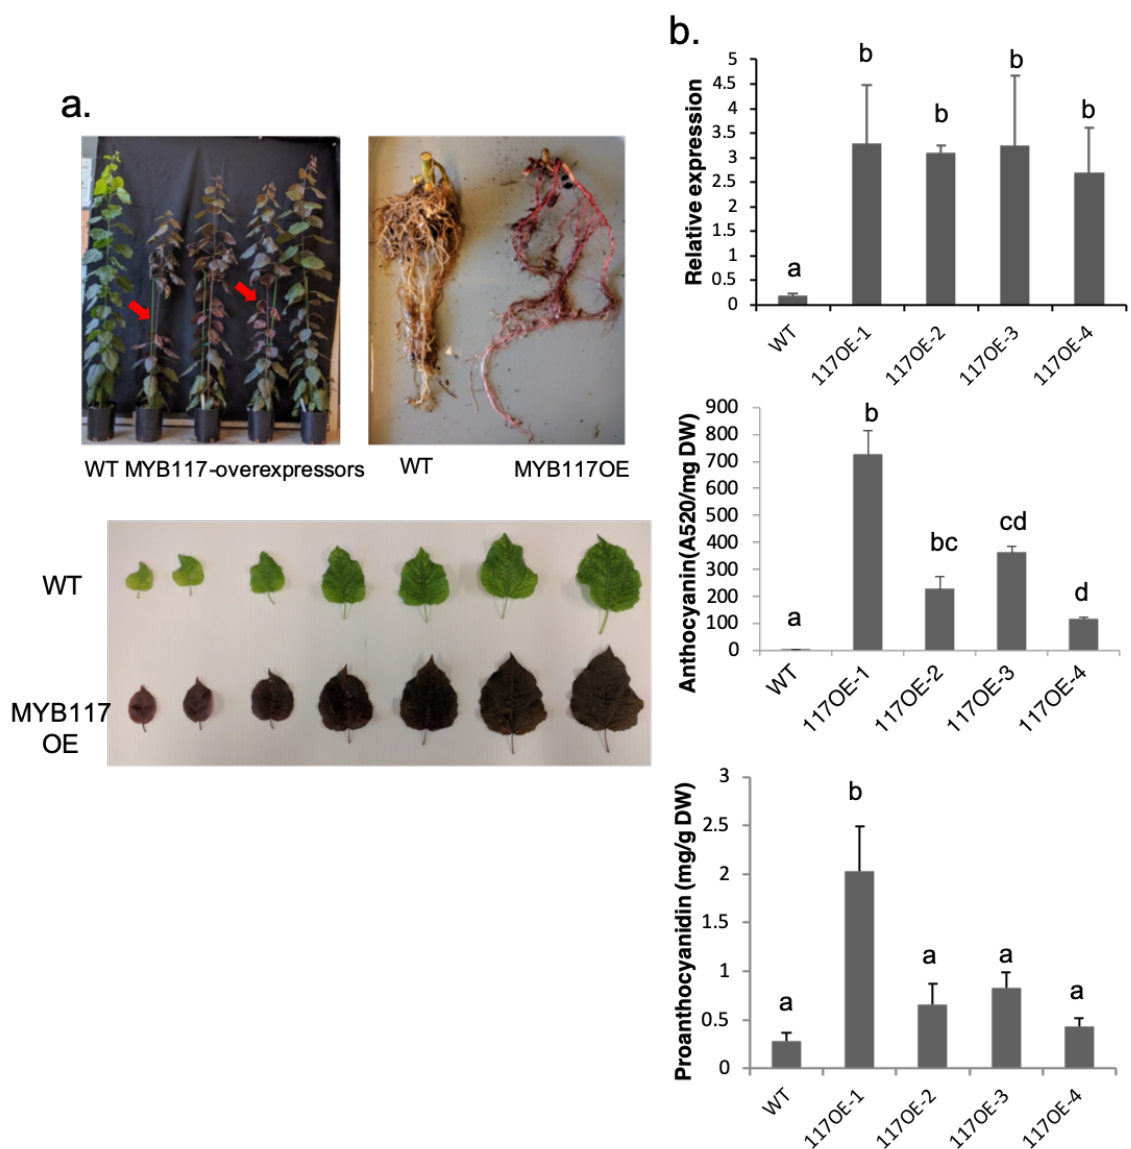 a.
WT MYB117-overexpressors
WT
MYB117OE
WT
MYB117
OE
b.
Relative expression
5
4.5
4
3.5
3
2.5
2
1.5
1
0.5
0
a
b
b
b
b
WT
117OE-1
117OE-2
117OE-3
117OE-4
Anthocyanin(A520/mg DW)
900
800
700
600
500
400
300
200
100
0
a
b
bc
cd
d
WT
117OE-1
117OE-2
117OE-3
117OE-4
Proanthocyanidin (mg/g DW)
3
2.5
2
1.5
1
0.5
0
a
b
a
a
a
WT
117OE-1
117OE-2
117OE-3
117OE-4